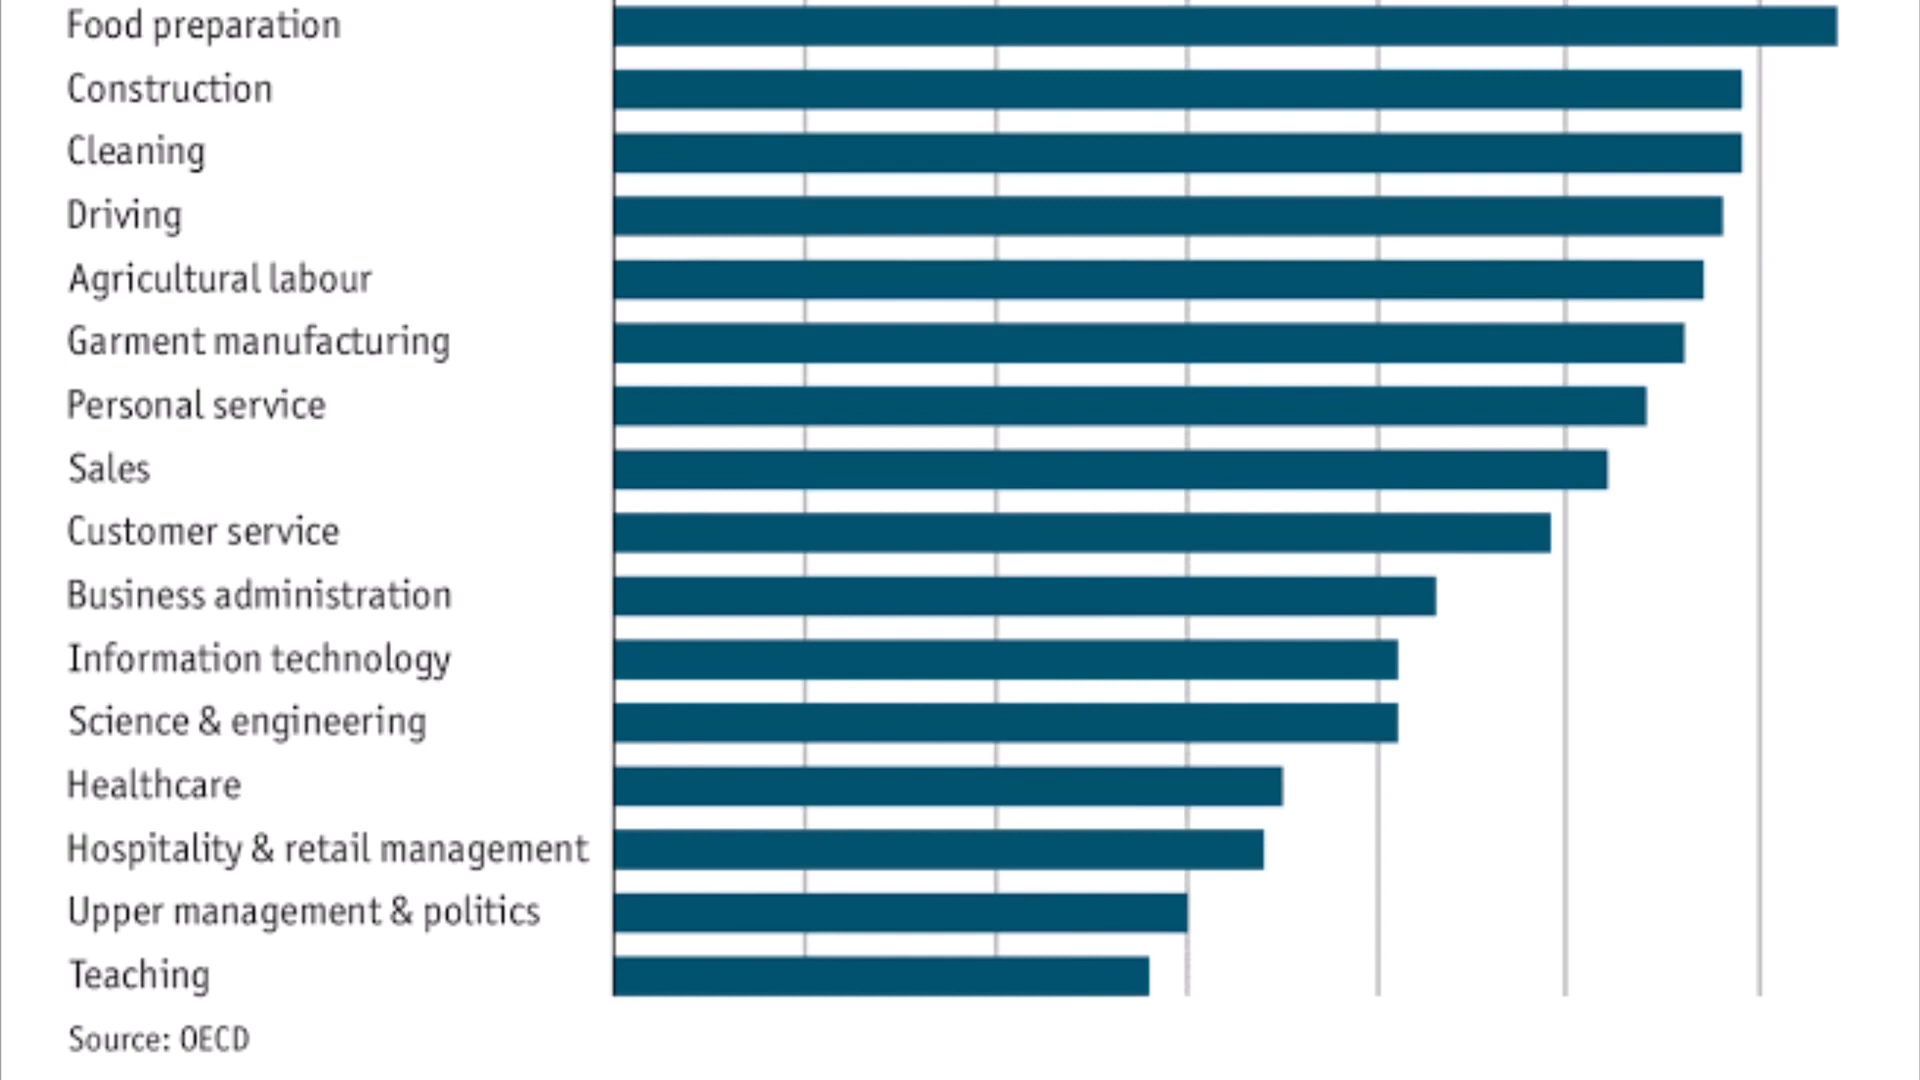 Food preparation
Construction
Cleaning
Driving
Agricultural labour
Garment manufacturing
Personal service
Sales
Customer service
Business administration
Information technology
Science & engineering
Healthcare
Hospitality & retail management
Upper management & politics
Teaching
Source: OECD